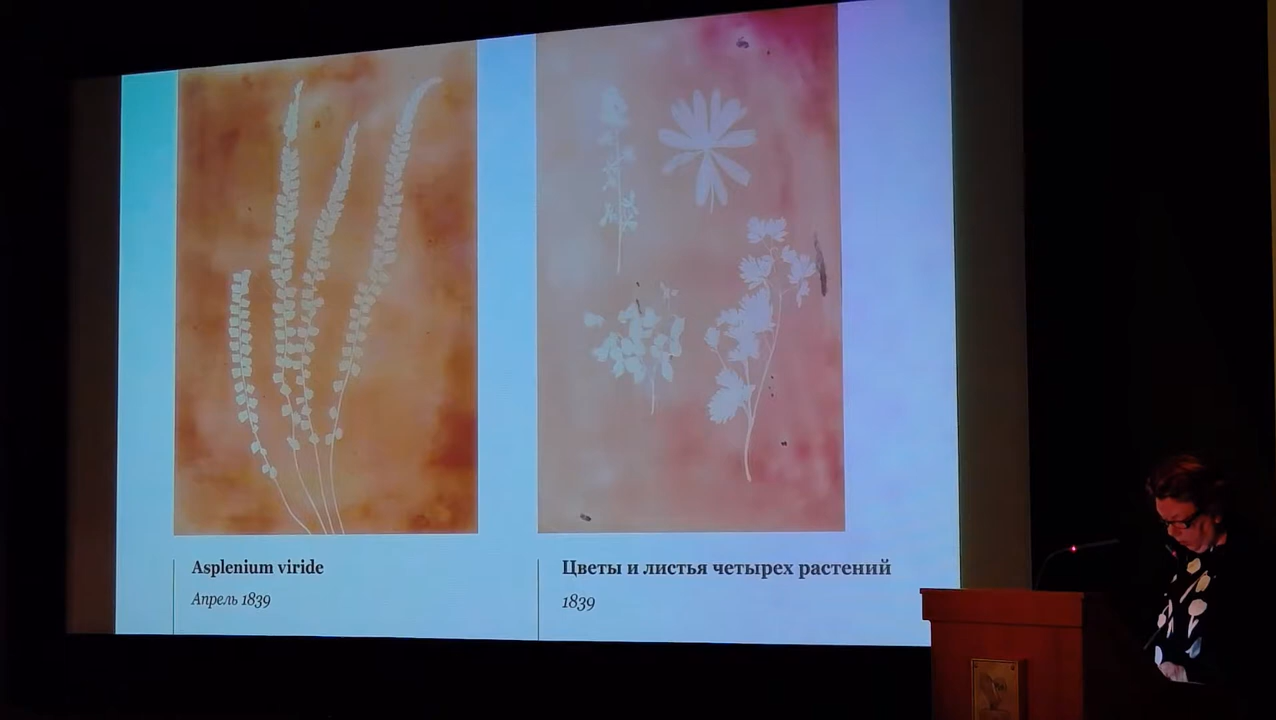 Asplenium viride
Апрель 1839
Цветы и листья четырех растений
1839